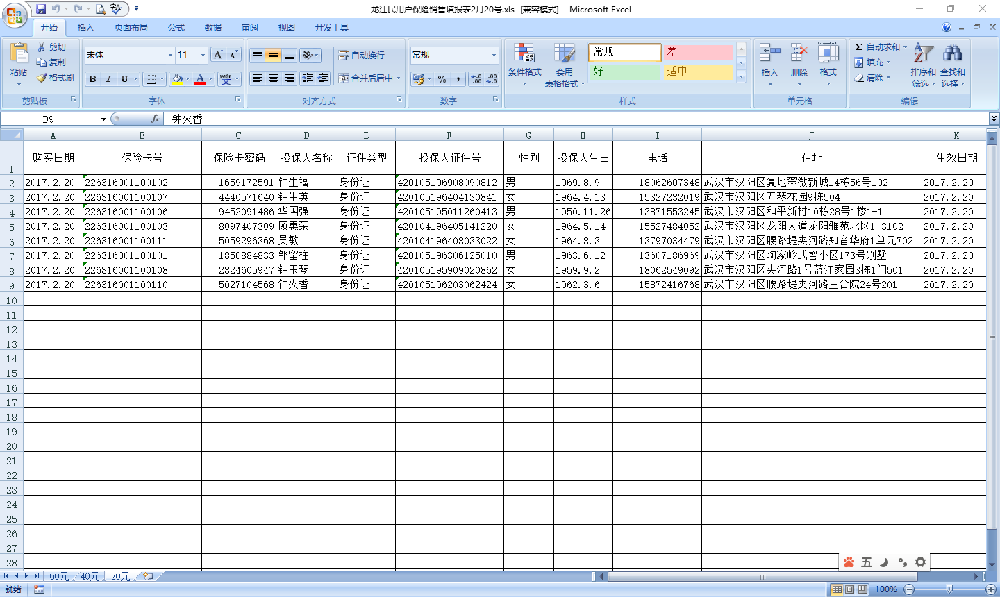 龙江民用户保险销售填报表2月20号.xls  [兼容模式] - Microsoft Excel
开始 插入 页面布局 公式 数据 审阅 视图 开发工具
粘贴 剪切 复制 格式刷 剪贴板
宋体 11 B I U A wén 文 字体
自动换行 合并后居中 对齐方式
常规 % , 数字
条件格式 套用表格格式 常规 差 好 适中 样式
插入 删除 格式 单元格
Σ 自动求和 填充 清除 排序和筛选 查找和选择 编辑
D9 fx 钟火香
A B C D E F G H I J K
1 购买日期 保险卡号 保险卡密码 投保人名称 证件类型 投保人证件号 性别 投保人生日 电话 住址 生效日期
2 2017.2.20 226316001100102 1659172591 钟生福 身份证 420105196908090812 男 1969.8.9 18062607348 武汉市汉阳区复地翠微新城14栋56号102 2017.2.20
3 2017.2.20 226316001100107 4440571640 钟生英 身份证 420105196404130841 女 1964.4.13 15327232019 武汉市汉阳区五琴花园9栋504 2017.2.20
4 2017.2.20 226316001100106 9452091486 华国强 身份证 420105195011260413 男 1950.11.26 13871553245 武汉市汉阳区和平新村10栋28号1楼1-1 2017.2.20
5 2017.2.20 226316001100103 8097407309 顾惠荣 身份证 420104196405141220 女 1964.5.14 15527484052 武汉市汉阳区龙阳大道龙阳雅苑北区1-3102 2017.2.20
6 2017.2.20 226316001100111 5059296368 吴敏 身份证 420104196408033022 女 1964.8.3 13797034479 武汉市汉阳区腰路堤夹河路知音华府1单元702 2017.2.20
7 2017.2.20 226316001100101 1850884833 邹留柱 身份证 420105196306125010 男 1963.6.12 13607186969 武汉市汉阳区陶家岭武警小区173号别墅 2017.2.20
8 2017.2.20 226316001100108 2324605947 钟玉琴 身份证 420105195909020862 女 1959.9.2 18062549092 武汉市汉阳区夹河路1号蓝江家园3栋1门501 2017.2.20
9 2017.2.20 226316001100110 5027104568 钟火香 身份证 420105196203062424 女 1962.3.6 15872416768 武汉市汉阳区腰路堤夹河路三合院24号201 2017.2.20
10
11
12
13
14
15
16
17
18
19
20
21
22
23
24
25
26
27
28
五
60元 40元 20元
就绪 100%